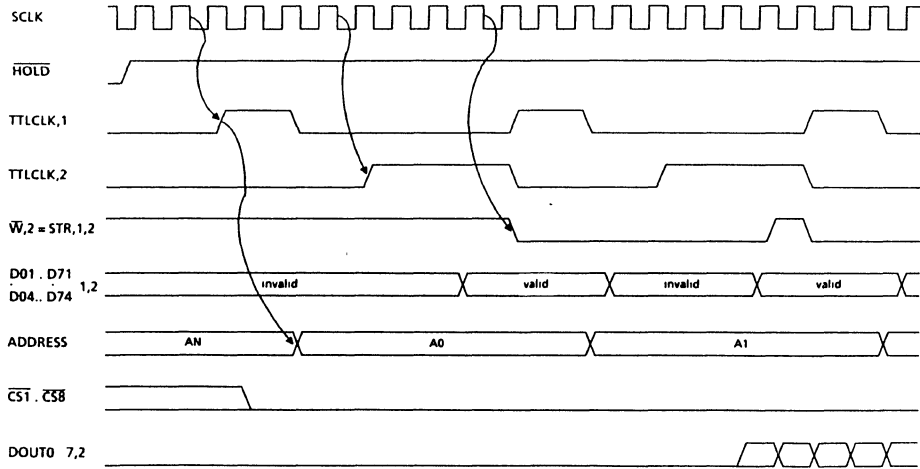 SCLK
HOLD
TTLCLK,1
TTLCLK,2
W,2 = STR,1,2
D01 . D71
1,2
D04.. D74
invalid valid invalid valid
ADDRESS AN A0 A1
CS1 . CS8
DOUT0 7,2